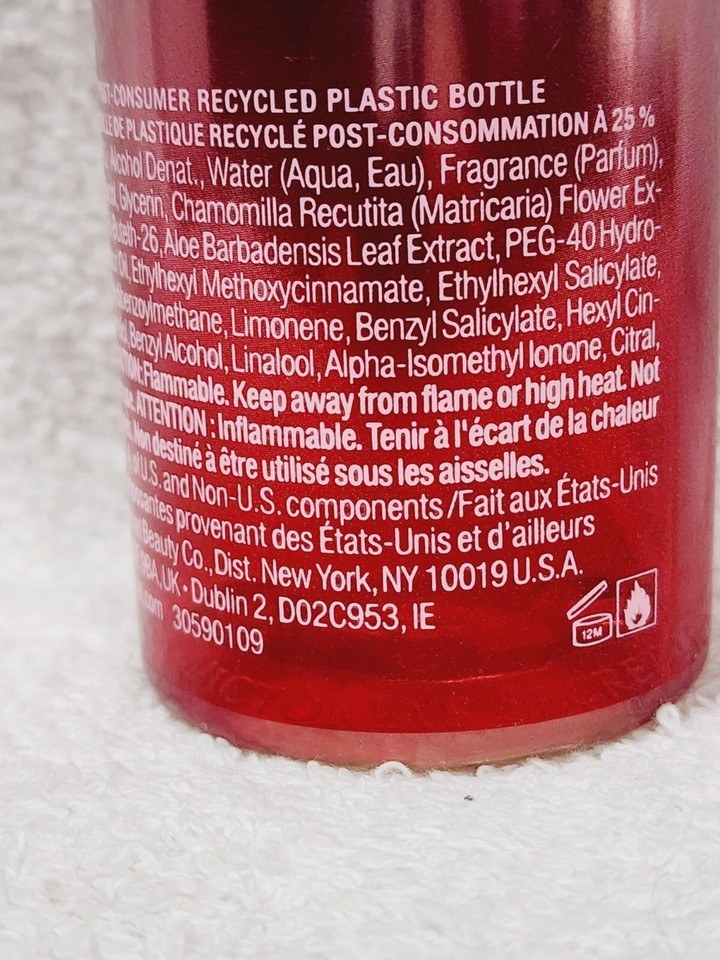 POST-CONSUMER RECYCLED PLASTIC BOTTLE
DE PLASTIQUE RECYCLÉ POST-CONSOMMATION À 25 %
Alcohol Denat., Water (Aqua, Eau), Fragrance (Parfum),
Glycerin, Chamomilla Recutita (Matricaria) Flower Ex-
Aloe Barbadensis Leaf Extract, PEG-40 Hydro-
Oil, Ethylhexyl Methoxycinnamate, Ethylhexyl Salicylate,
Limonene, Benzyl Salicylate, Hexyl Cin-
Benzyl Alcohol, Linalool, Alpha-Isomethyl Ionone, Citral,
Flammable. Keep away from flame or high heat. Not
ATTENTION : Inflammable. Tenir à l'écart de la chaleur
Non destiné à être utilisé sous les aisselles.
U.S. and Non-U.S. components /Fait aux États-Unis
provenant des États-Unis et d'ailleurs
Beauty Co., Dist. New York, NY 10019 U.S.A.
UK • Dublin 2, D02C953, IE
.com 30590109
12M
VICTORIA'S SECRET